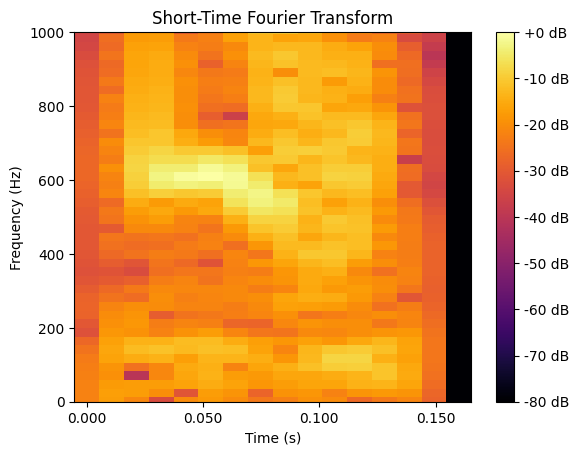 Short-Time Fourier Transform
1000
800
600
400
200
0
Frequency (Hz)
0.000
0.050
0.100
0.150
Time (s)
+0 dB
-10 dB
-20 dB
-30 dB
-40 dB
-50 dB
-60 dB
-70 dB
-80 dB